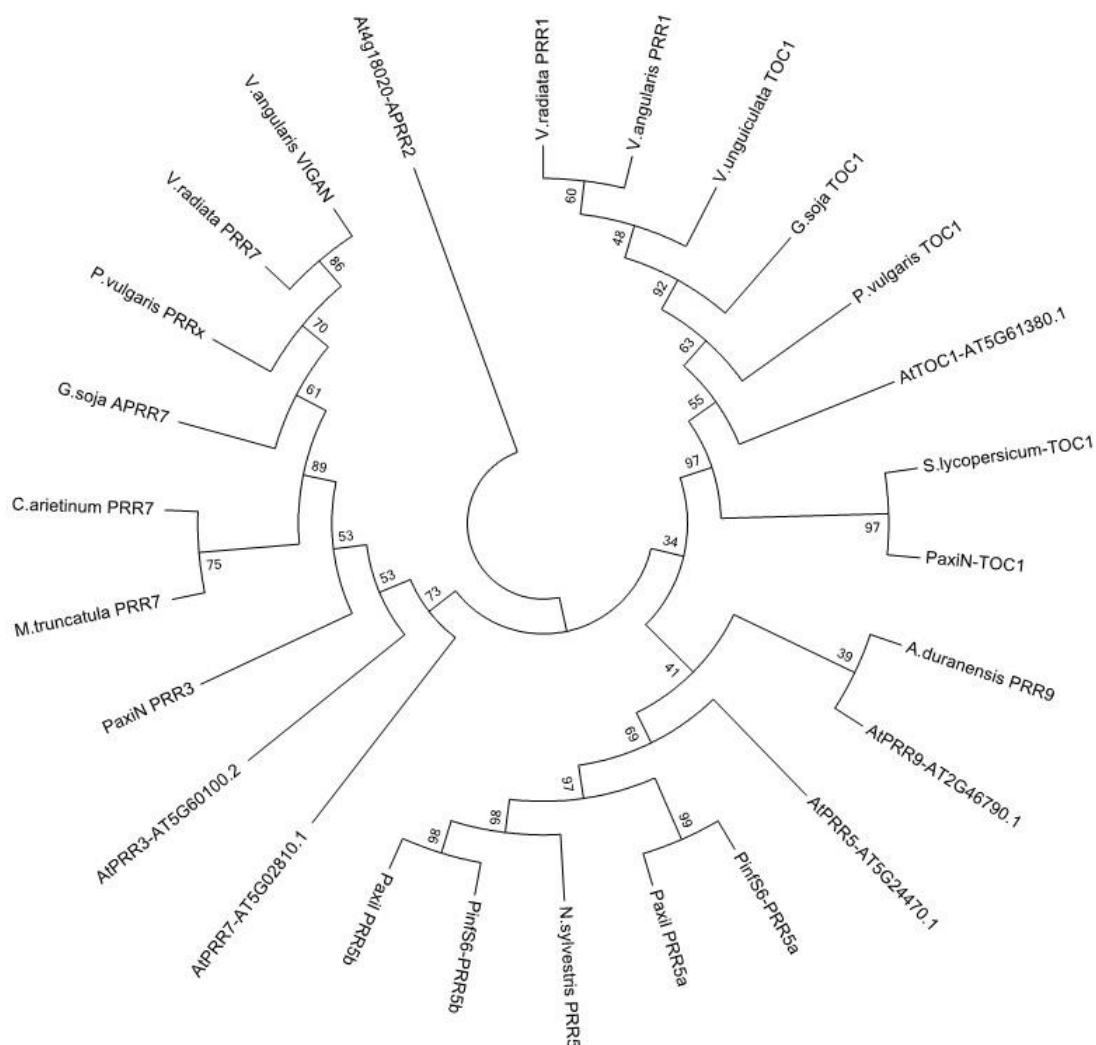 At4g18020-APRR2
V.radiata PRR1
V.angularis PRR1
V.unguiculata TOC1
G.soja TOC1
P.vulgaris TOC1
AtTOC1-AT5G61380.1
S.lycopersicum-TOC1
PaxiN-TOC1
A.duranensis PRR9
AtPRR9-AT2G46790.1
AtPRR5-AT5G24470.1
PinfS6-PRR5a
PaxiI PRR5a
N.sylvestris PRR5
PinfS6-PRR5b
PaxiI PRR5b
AtPRR7-AT5G02810.1
AtPRR3-AT5G60100.2
PaxiN PRR3
M.truncatula PRR7
C.arietinum PRR7
G.soja APRR7
P.vulgaris PRRx
V.radiata PRR7
V.angularis VIGAN
60
48
92
63
55
97
97
34
39
41
69
97
99
98
98
73
53
53
89
75
61
70
86